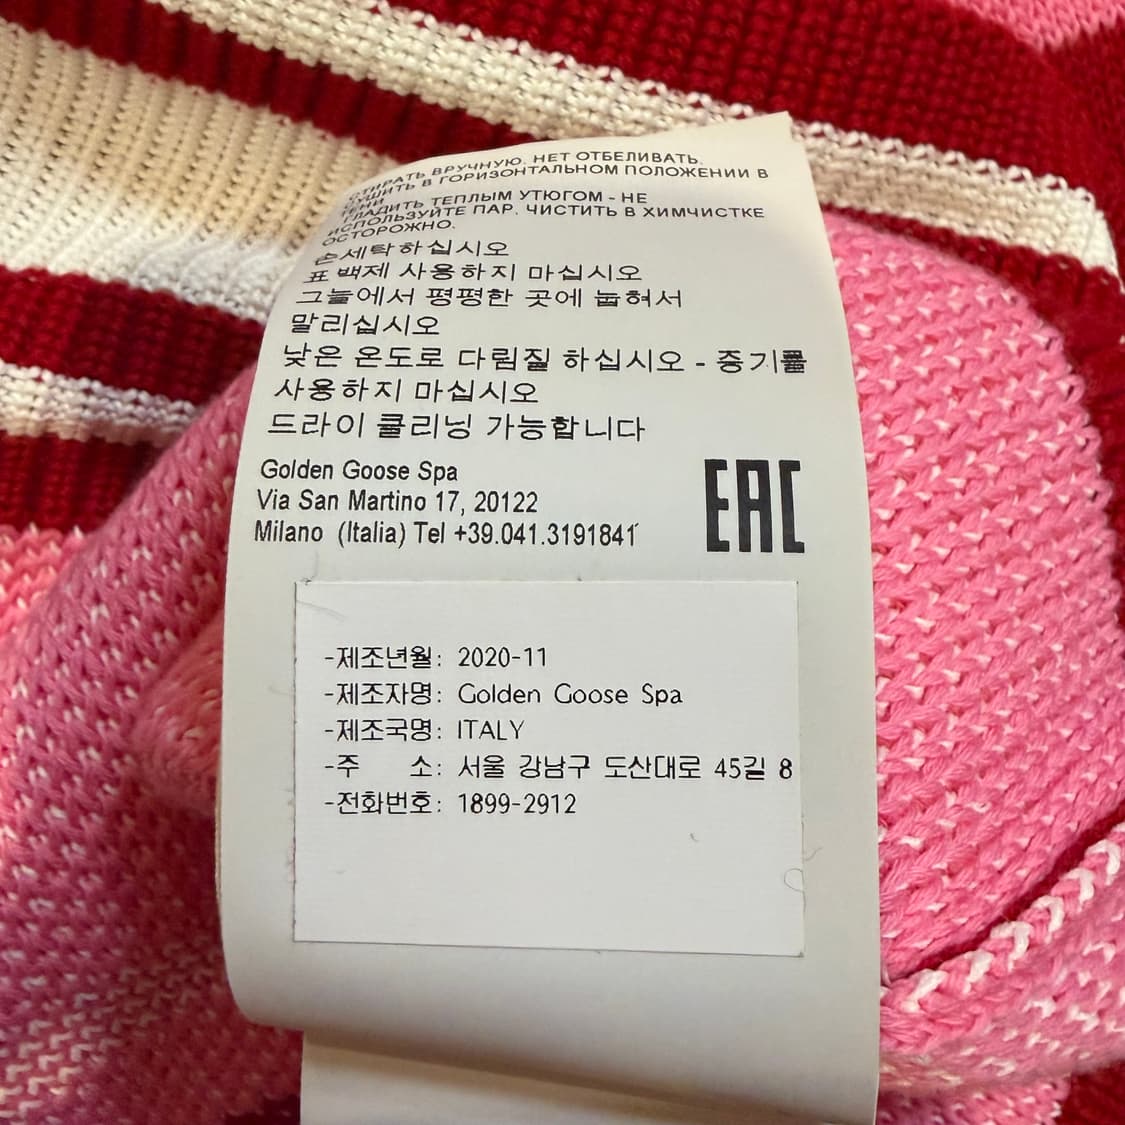 СТИРАТЬ ВРУЧНУЮ. НЕТ ОТБЕЛИВАТЬ.
СУШИТЬ В ГОРИЗОНТАЛЬНОМ ПОЛОЖЕНИИ В
ТЕНИ
ГЛАДИТЬ ТЕПЛЫМ УТЮГОМ - НЕ
ИСПОЛЬЗУЙТЕ ПАР. ЧИСТИТЬ В ХИМЧИСТКЕ
ОСТОРОЖНО.
손세탁하십시오
표백제 사용하지 마십시오
그늘에서 평평한 곳에 눕혀서
말리십시오
낮은 온도로 다림질 하십시오 - 증기를
사용하지 마십시오
드라이 클리닝 가능합니다
Golden Goose Spa
Via San Martino 17, 20122
Milano (Italia) Tel +39.041.3191841
EAC
-제조년월: 2020-11
-제조자명: Golden Goose Spa
-제조국명: ITALY
-주 소: 서울 강남구 도산대로 45길 8
-전화번호: 1899-2912